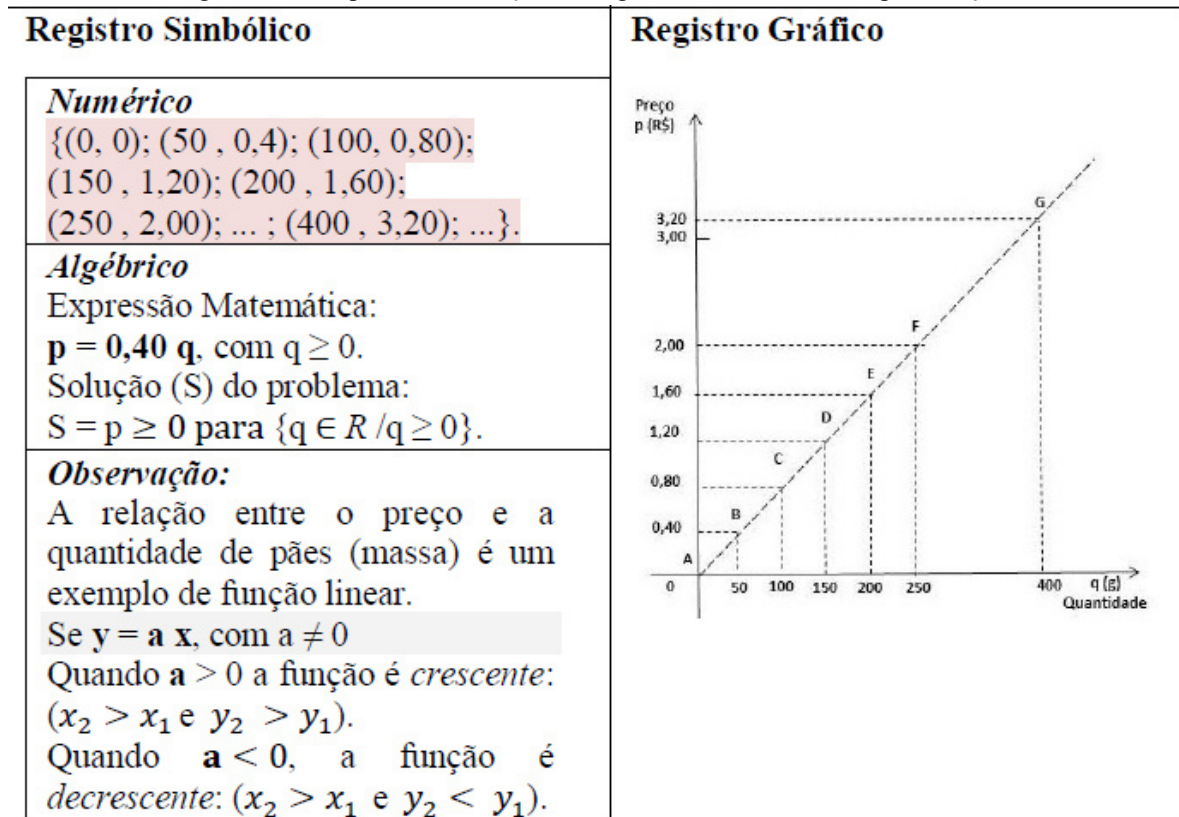 Registro Simbólico
Numérico
{(0, 0); (50 , 0,4); (100, 0,80);
(150 , 1,20); (200 , 1,60);
(250 , 2,00); ... ; (400 , 3,20); ...}.
Algébrico
Expressão Matemática:
p = 0,40 q, com q ≥ 0.
Solução (S) do problema:
S = p ≥ 0 para {q ∈ R /q ≥ 0}.
Observação:
A relação entre o preço e a
quantidade de pães (massa) é um
exemplo de função linear.
Se y = a x, com a ≠ 0
Quando a > 0 a função é crescente:
(x₂ > x₁ e y₂ > y₁).
Quando a < 0, a função é
decrescente: (x₂ > x₁ e y₂ < y₁).
Registro Gráfico
Preço
p (R$)
G
3,20
3,00
F
2,00
E
1,60
D
1,20
C
0,80
B
0,40
A
0 50 100 150 200 250 400 q (g)
Quantidade